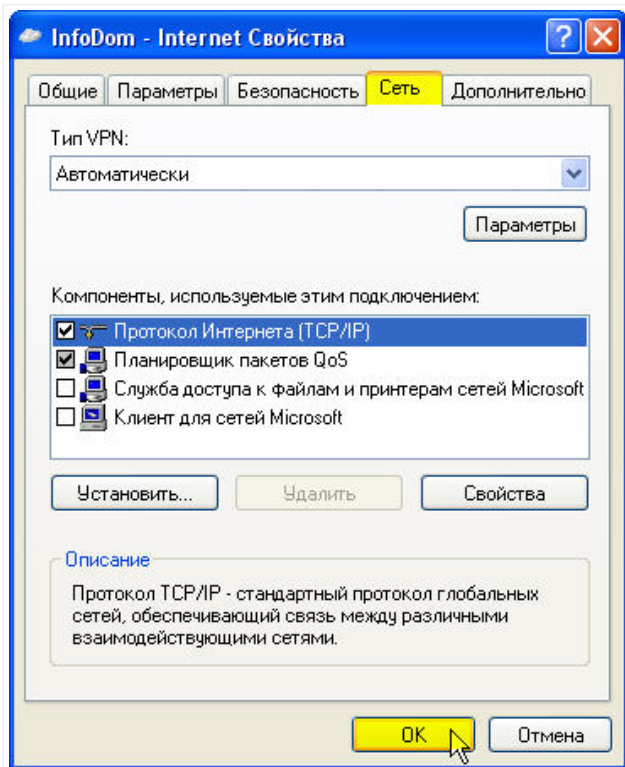 InfoDom - Internet Свойства
Общие Параметры Безопасность Сеть Дополнительно
Тип VPN:
Автоматически
Параметры
Компоненты, используемые этим подключением:
Протокол Интернета (TCP/IP)
Планировщик пакетов QoS
Служба доступа к файлам и принтерам сетей Microsoft
Клиент для сетей Microsoft
Установить... Удалить Свойства
Описание
Протокол TCP/IP - стандартный протокол глобальных
сетей, обеспечивающий связь между различными
взаимодействующими сетями.
OK Отмена